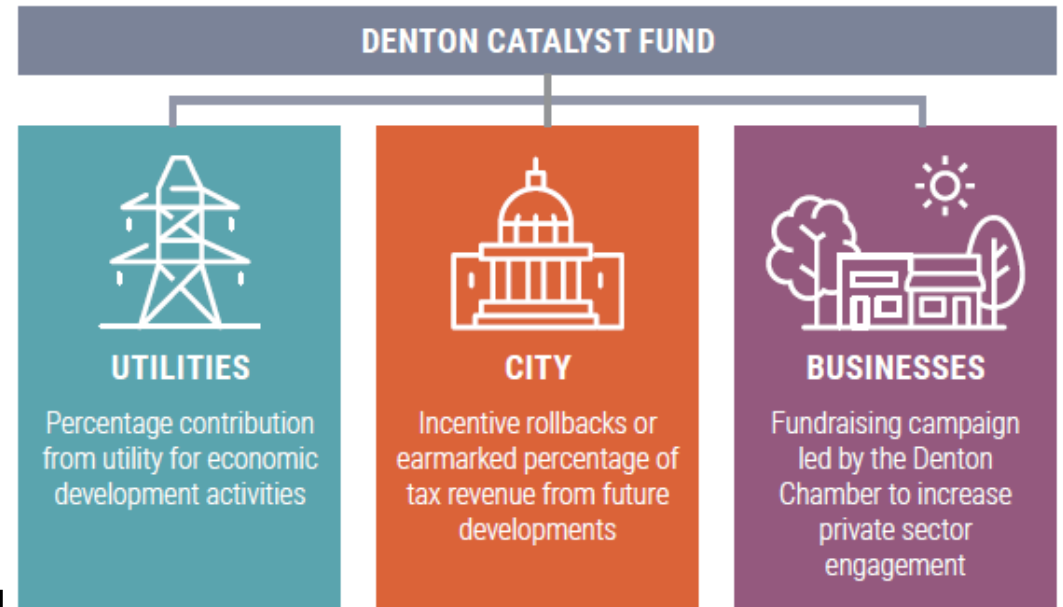 DENTON CATALYST FUND
UTILITIES
Percentage contribution
from utility for economic
development activities
CITY
Incentive rollbacks or
earmarked percentage of
tax revenue from future
developments
BUSINESSES
Fundraising campaign
led by the Denton
Chamber to increase
private sector
engagement